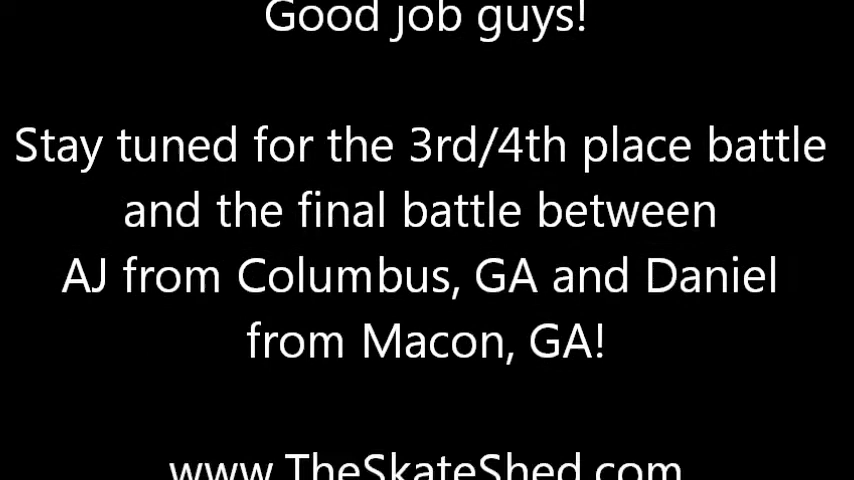 Good job guys!
Stay tuned for the 3rd/4th place battle
and the final battle between
AJ from Columbus, GA and Daniel
from Macon, GA!
www.TheSkateShed.com